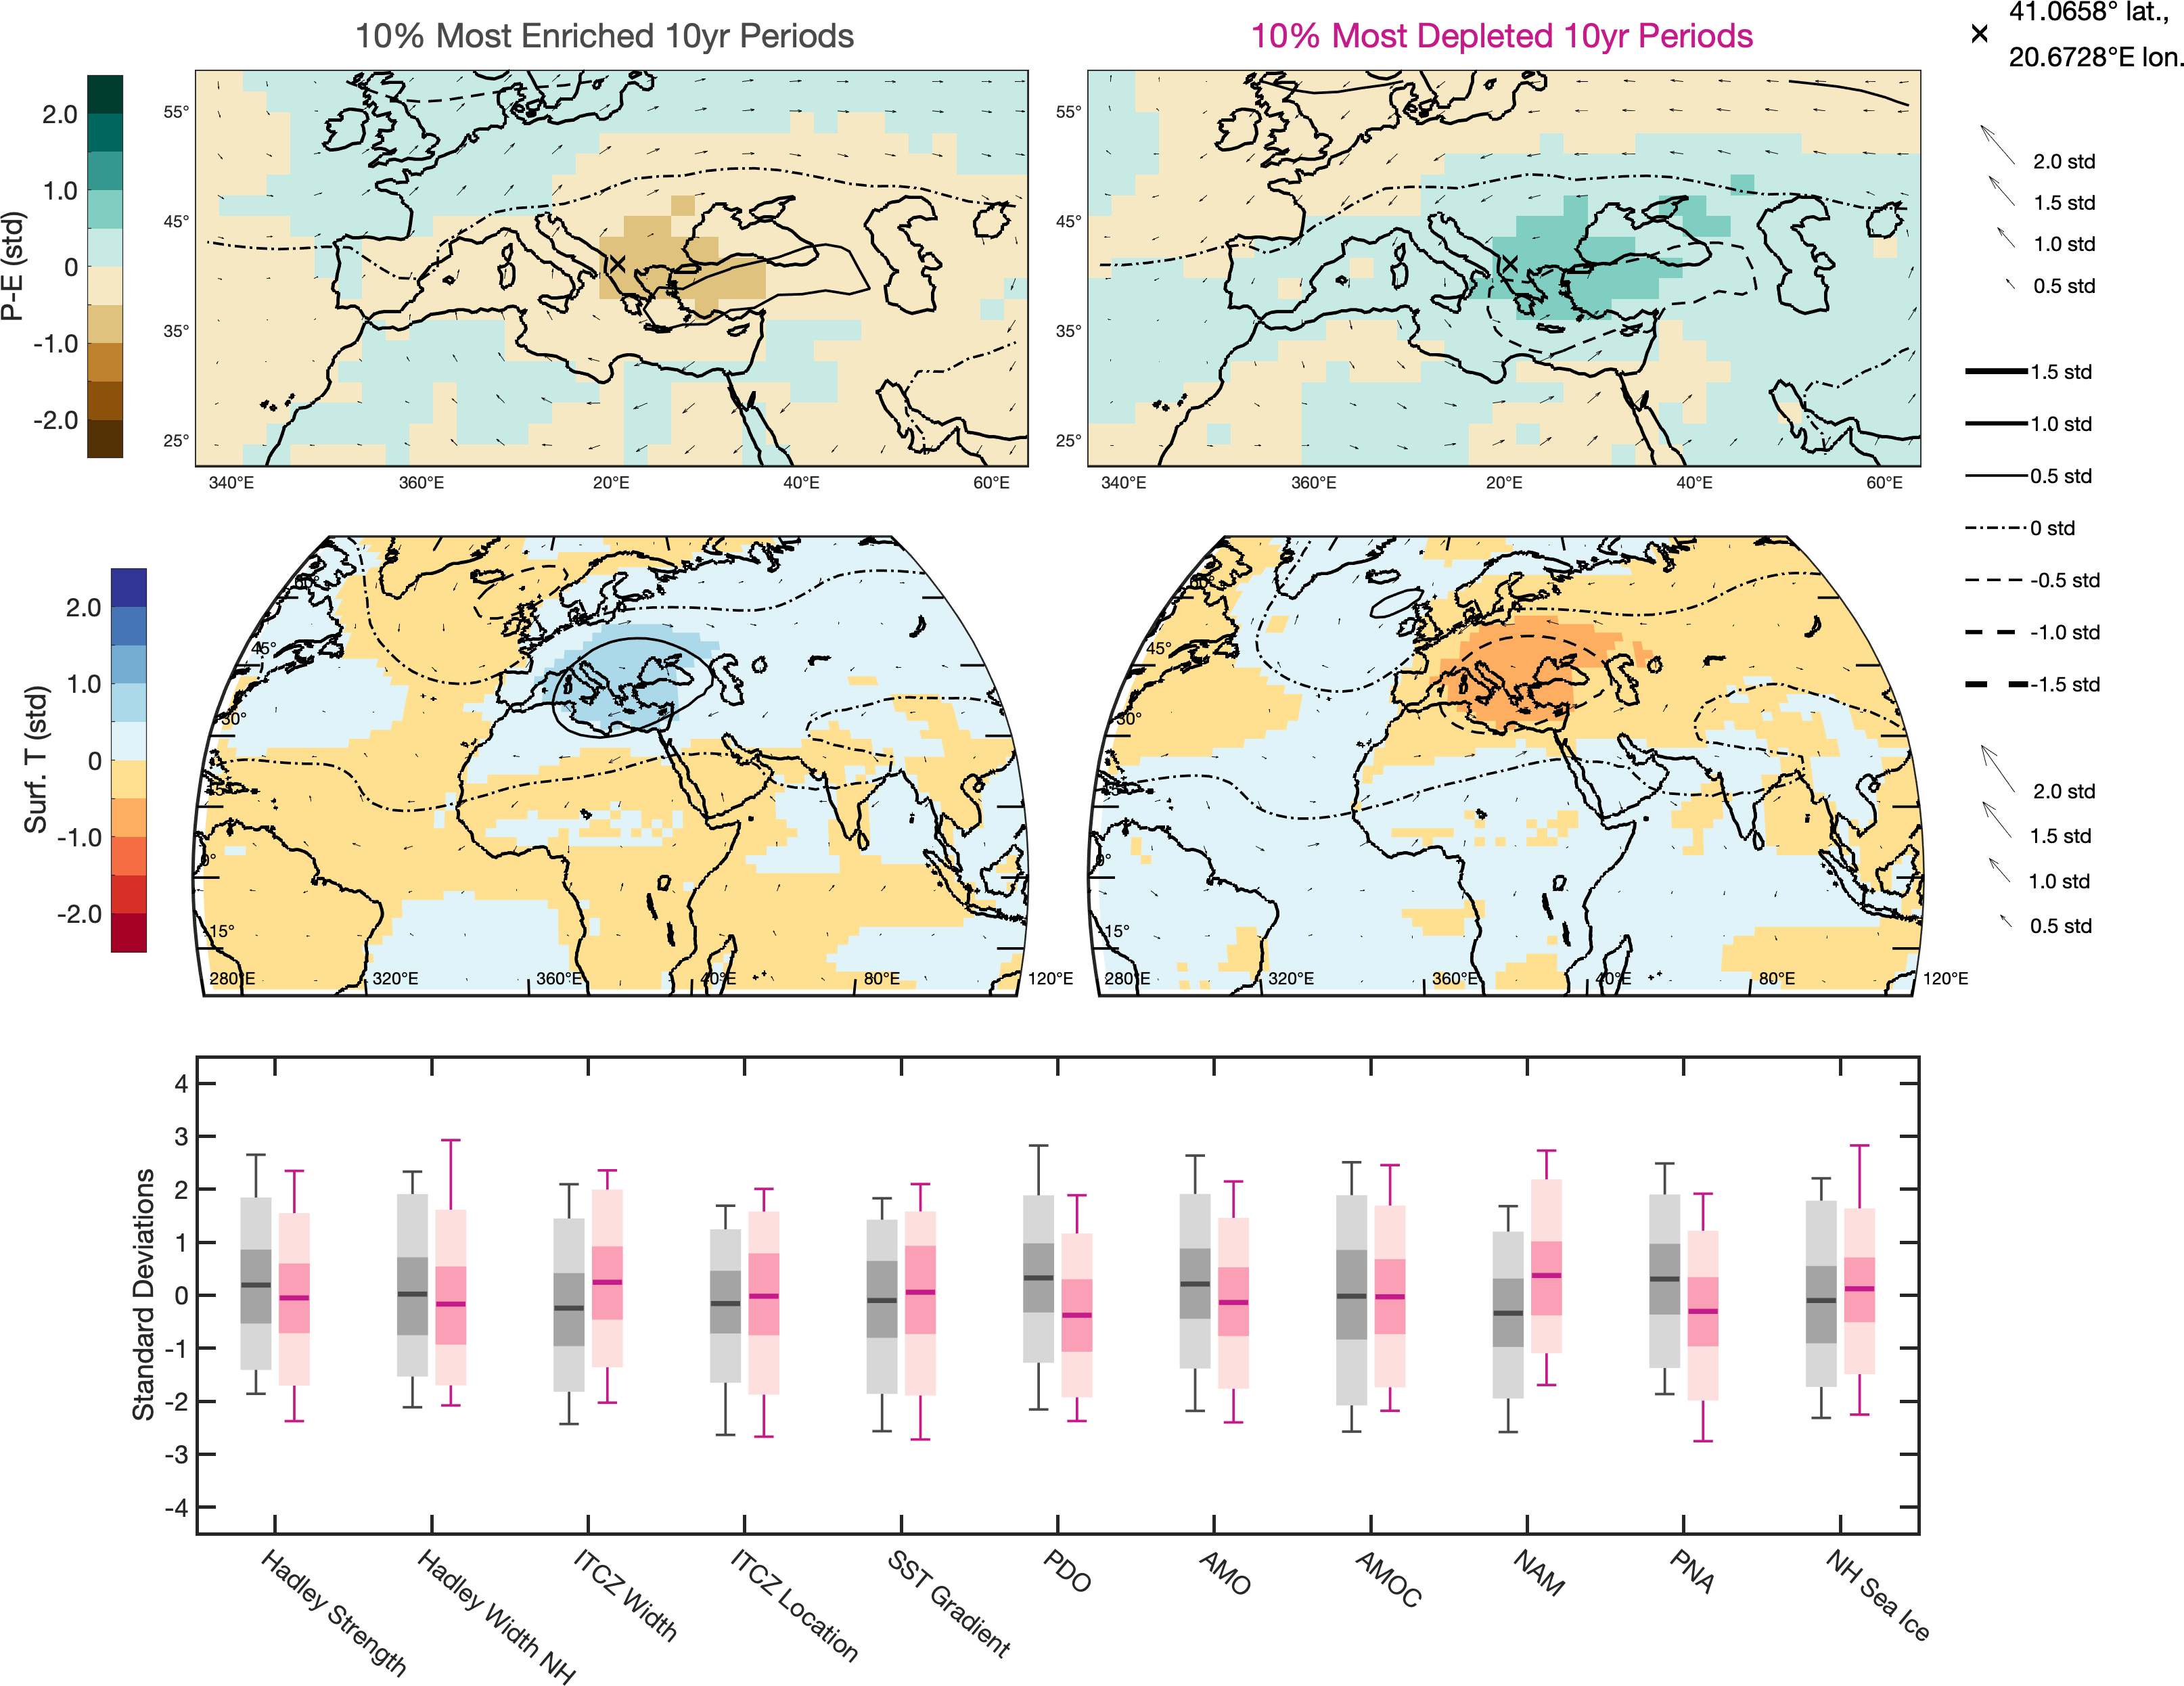 10% Most Enriched 10yr Periods
10% Most Depleted 10yr Periods
41.0658° lat.,
20.6728°E lon.
P-E (std)
2.0
1.0
0
-1.0
-2.0
55°
45°
35°
25°
340°E 360°E 20°E 40°E 60°E
55°
45°
35°
25°
340°E 360°E 20°E 40°E 60°E
2.0 std
1.5 std
1.0 std
0.5 std
1.5 std
1.0 std
0.5 std
0 std
-0.5 std
-1.0 std
-1.5 std
Surf. T (std)
2.0
1.0
0
-1.0
-2.0
60°
45°
30°
15°
0°
-15°
280°E 320°E 360°E 40°E 80°E 120°E
60°
45°
30°
15°
0°
-15°
280°E 320°E 360°E 40°E 80°E 120°E
2.0 std
1.5 std
1.0 std
0.5 std
Standard Deviations
4
3
2
1
0
-1
-2
-3
-4
Hadley Strength
Hadley Width NH
ITCZ Width
ITCZ Location
SST Gradient
PDO
AMO
AMOC
NAM
PNA
NH Sea Ice